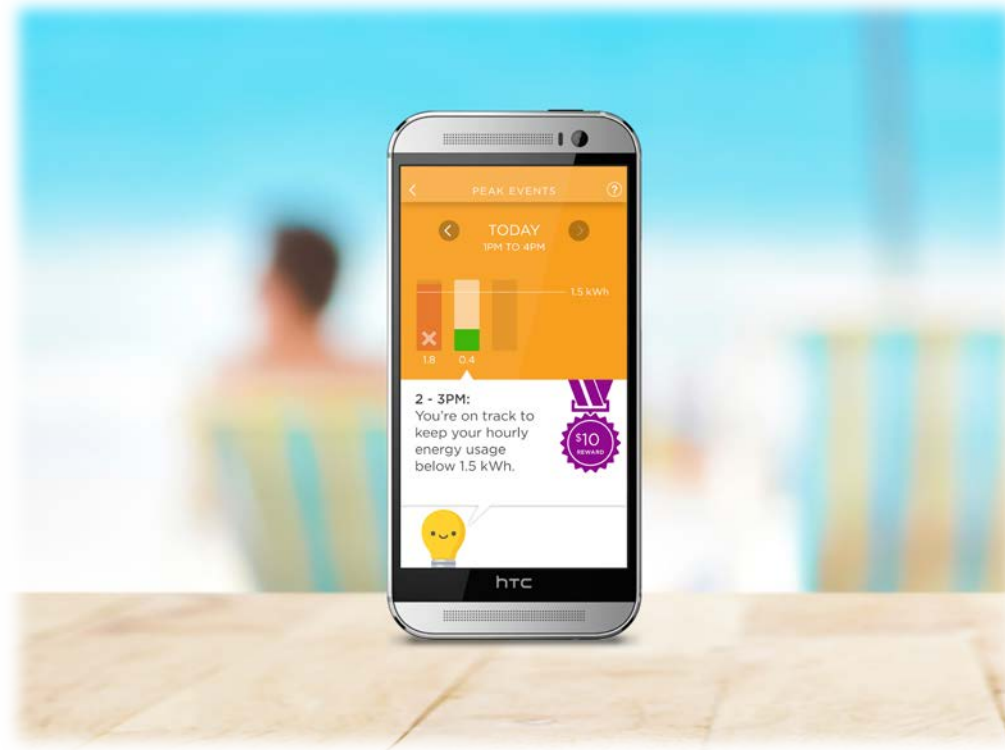 PEAK EVENTS
?
TODAY
1PM TO 4PM
1.5 kWh
1.8
0.4
2 - 3PM:
You're on track to
keep your hourly
energy usage
below 1.5 kWh.
$10
REWARD
hTC